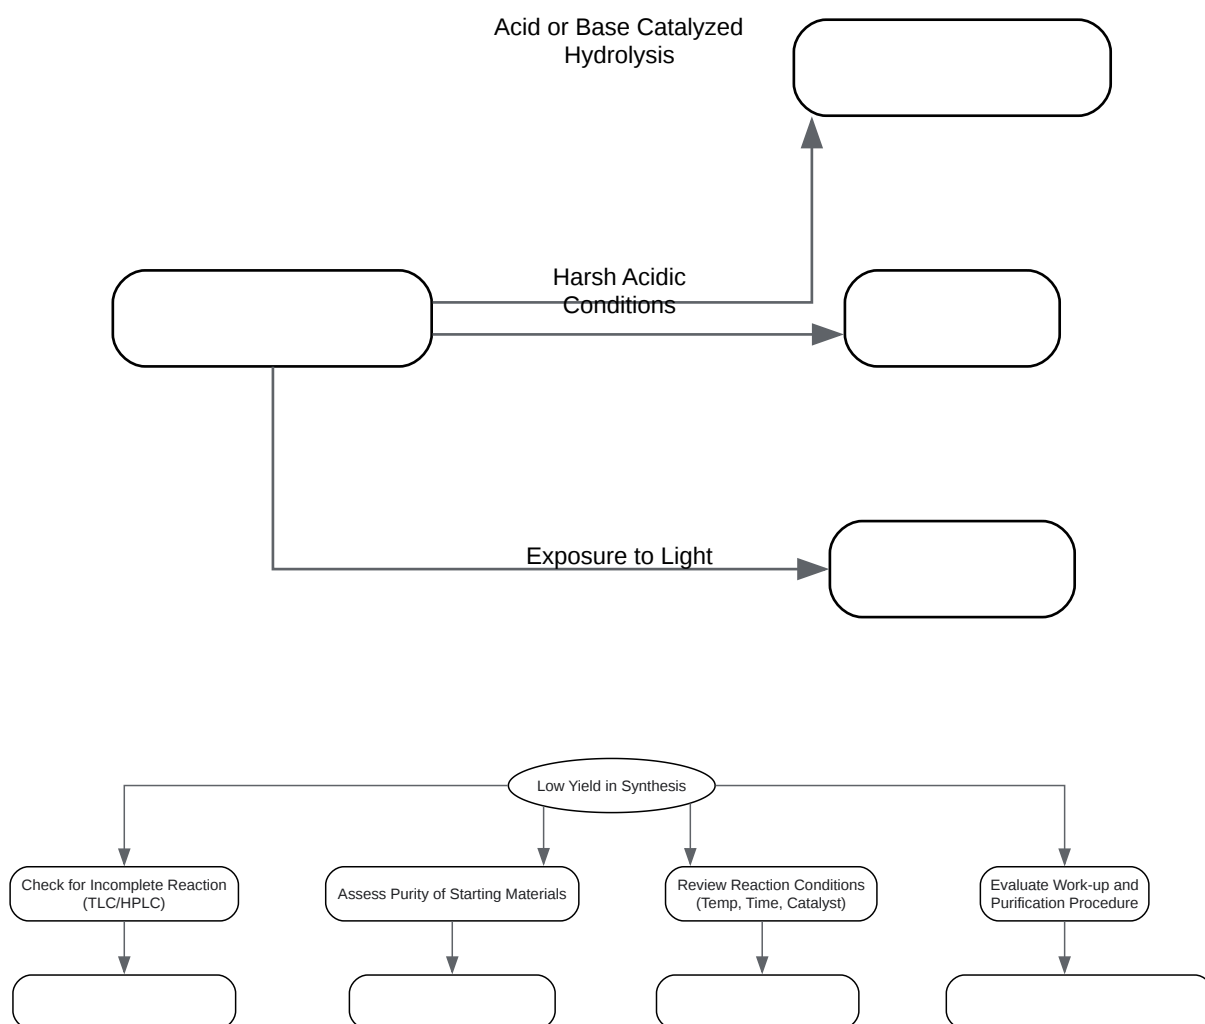 Acid or Base Catalyzed
Hydrolysis
Harsh Acidic
Conditions
Exposure to Light
Low Yield in Synthesis
Check for Incomplete Reaction
(TLC/HPLC)
Assess Purity of Starting Materials
Review Reaction Conditions
(Temp, Time, Catalyst)
Evaluate Work-up and
Purification Procedure